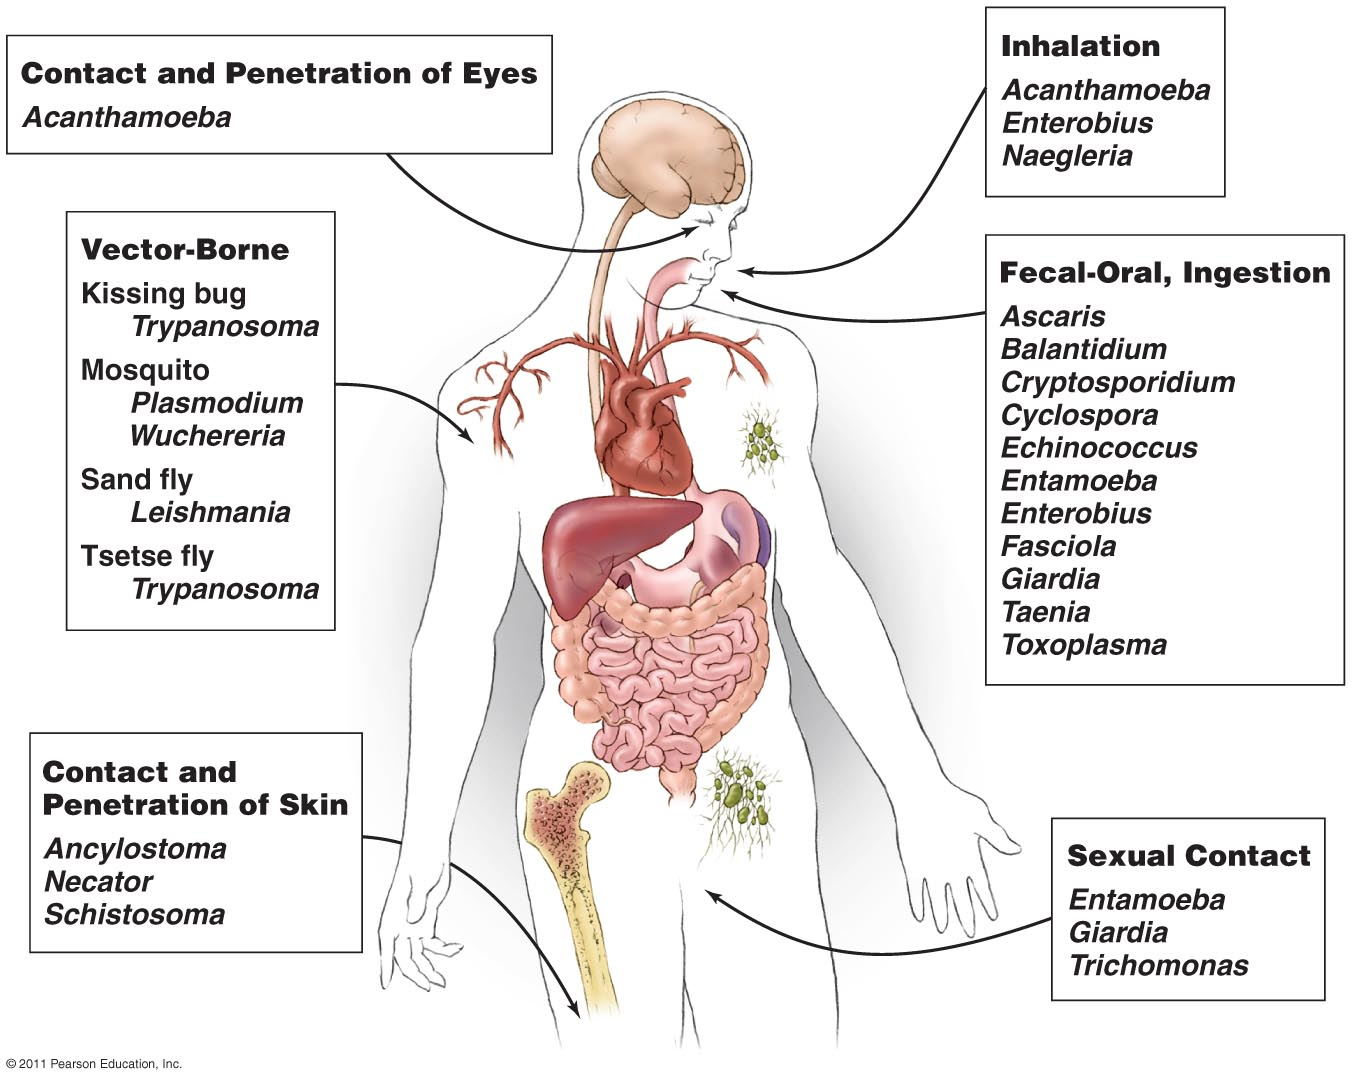 Contact and Penetration of Eyes
Acanthamoeba
Inhalation
Acanthamoeba
Enterobius
Naegleria
Vector-Borne
Kissing bug
Trypanosoma
Mosquito
Plasmodium
Wuchereria
Sand fly
Leishmania
Tsetse fly
Trypanosoma
Fecal-Oral, Ingestion
Ascaris
Balantidium
Cryptosporidium
Cyclospora
Echinococcus
Entamoeba
Enterobius
Fasciola
Giardia
Taenia
Toxoplasma
Contact and
Penetration of Skin
Ancylostoma
Necator
Schistosoma
Sexual Contact
Entamoeba
Giardia
Trichomonas
© 2011 Pearson Education, Inc.